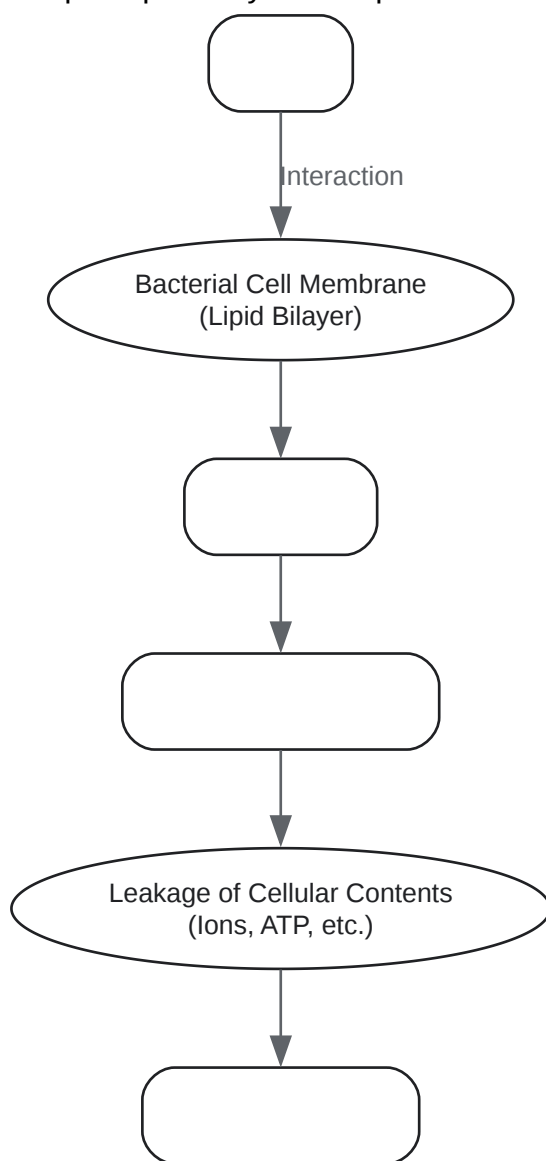 Interaction
Bacterial Cell Membrane
(Lipid Bilayer)
Leakage of Cellular Contents
(Ions, ATP, etc.)